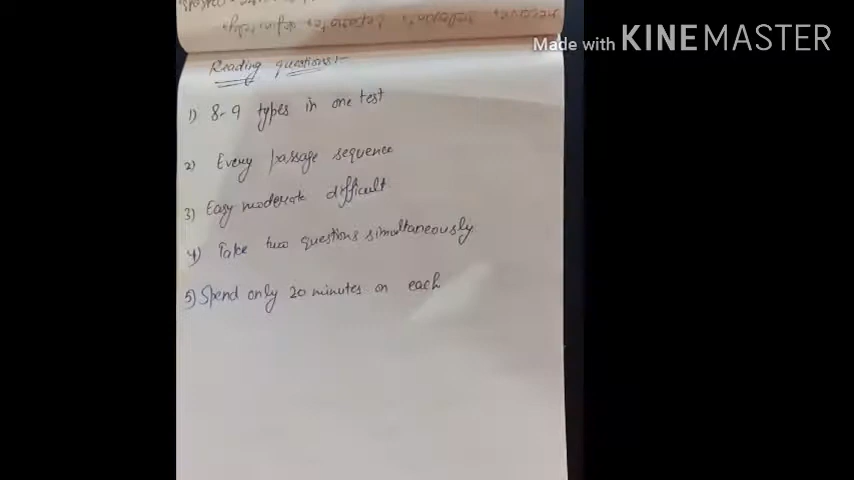 Made with KINEMASTER
Reading questions:-
1) 8-9 types in one test
2) Every passage sequence
3) Easy moderate difficult
4) Take two questions simultaneously
5) Spend only 20 minutes on each